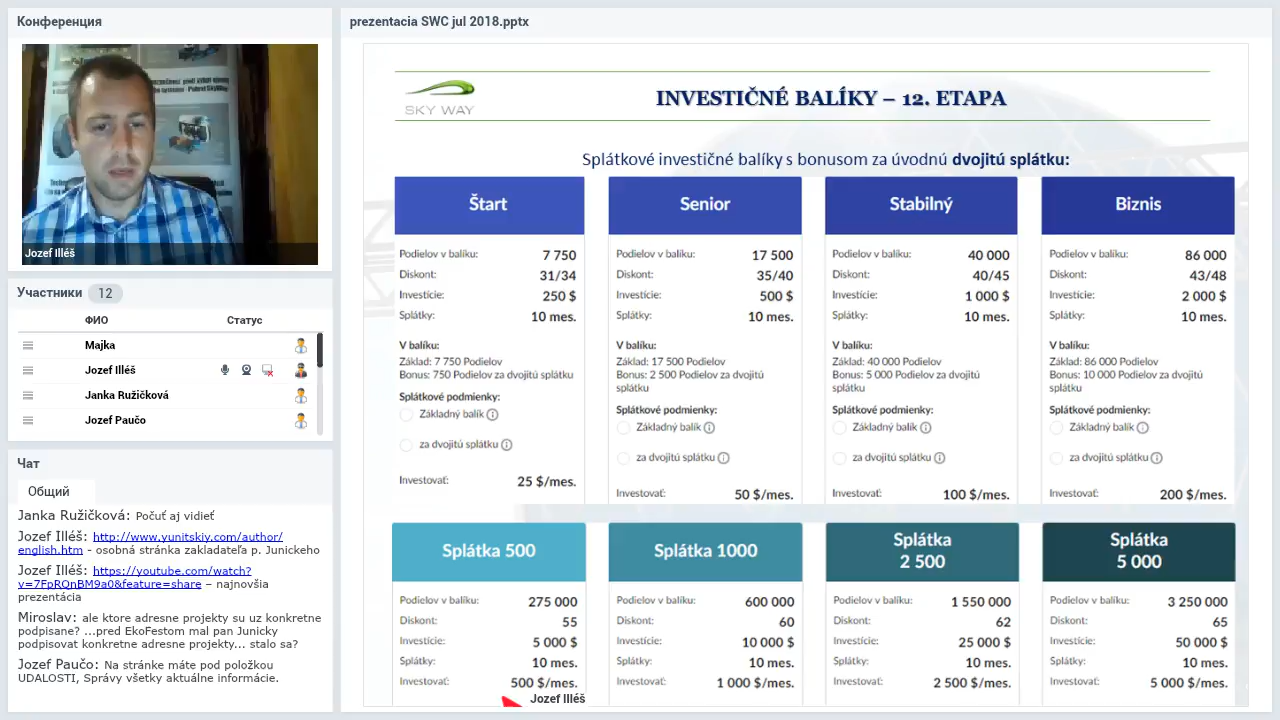 Конференция
Jozef Illéš
Участники 12
ФИО Статус
Majka
Jozef Illéš
Janka Ružičková
Jozef Paučo
Чат
Общий
Janka Ružičková: Počuť aj vidieť
Jozef Illéš: http://www.yunitskiy.com/author/
english.htm - osobná stránka zakladateľa p. Junickeho
Jozef Illéš: https://youtube.com/watch?
v=7FpRQnBM9a0&feature=share – najnovšia
prezentácia
Miroslav: ale ktore adresne projekty su uz konkretne
podpisane? ...pred EkoFestom mal pan Junicky
podpisovat konkretne adresne projekty... stalo sa?
Jozef Paučo: Na stránke máte pod položkou
UDALOSTI, Správy všetky aktuálne informácie.
prezentacia SWC jul 2018.pptx
SKY WAY
INVESTIČNÉ BALÍKY – 12. ETAPA
Splátkové investičné balíky s bonusom za úvodnú dvojitú splátku:
Štart
Podielov v balíku: 7 750
Diskont: 31/34
Investície: 250 $
Splátky: 10 mes.
V balíku:
Základ: 7 750 Podielov
Bonus: 750 Podielov za dvojitú splátku
Splátkové podmienky:
Základný balík
za dvojitú splátku
Investovať: 25 $/mes.
Senior
Podielov v balíku: 17 500
Diskont: 35/40
Investície: 500 $
Splátky: 10 mes.
V balíku:
Základ: 17 500 Podielov
Bonus: 2 500 Podielov za dvojitú
splátku
Splátkové podmienky:
Základný balík
za dvojitú splátku
Investovať: 50 $/mes.
Stabilný
Podielov v balíku: 40 000
Diskont: 40/45
Investície: 1 000 $
Splátky: 10 mes.
V balíku:
Základ: 40 000 Podielov
Bonus: 5 000 Podielov za dvojitú
splátku
Splátkové podmienky:
Základný balík
za dvojitú splátku
Investovať: 100 $/mes.
Biznis
Podielov v balíku: 86 000
Diskont: 43/48
Investície: 2 000 $
Splátky: 10 mes.
V balíku:
Základ: 86 000 Podielov
Bonus: 10 000 Podielov za dvojitú
splátku
Splátkové podmienky:
Základný balík
za dvojitú splátku
Investovať: 200 $/mes.
Splátka 500
Podielov v balíku: 275 000
Diskont: 55
Investície: 5 000 $
Splátky: 10 mes.
Investovať: 500 $/mes.
Jozef Illéš
Splátka 1000
Podielov v balíku: 600 000
Diskont: 60
Investície: 10 000 $
Splátky: 10 mes.
Investovať: 1 000 $/mes.
Splátka
2 500
Podielov v balíku: 1 550 000
Diskont: 62
Investície: 25 000 $
Splátky: 10 mes.
Investovať: 2 500 $/mes.
Splátka
5 000
Podielov v balíku: 3 250 000
Diskont: 65
Investície: 50 000 $
Splátky: 10 mes.
Investovať: 5 000 $/mes.